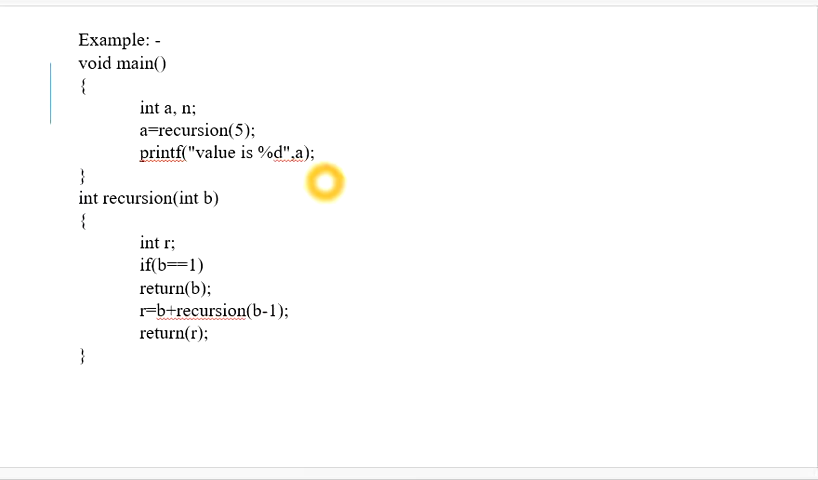 Example: -
void main()
{
int a, n;
a=recursion(5);
printf("value is %d",a);
}
int recursion(int b)
{
int r;
if(b==1)
return(b);
r=b+recursion(b-1);
return(r);
}